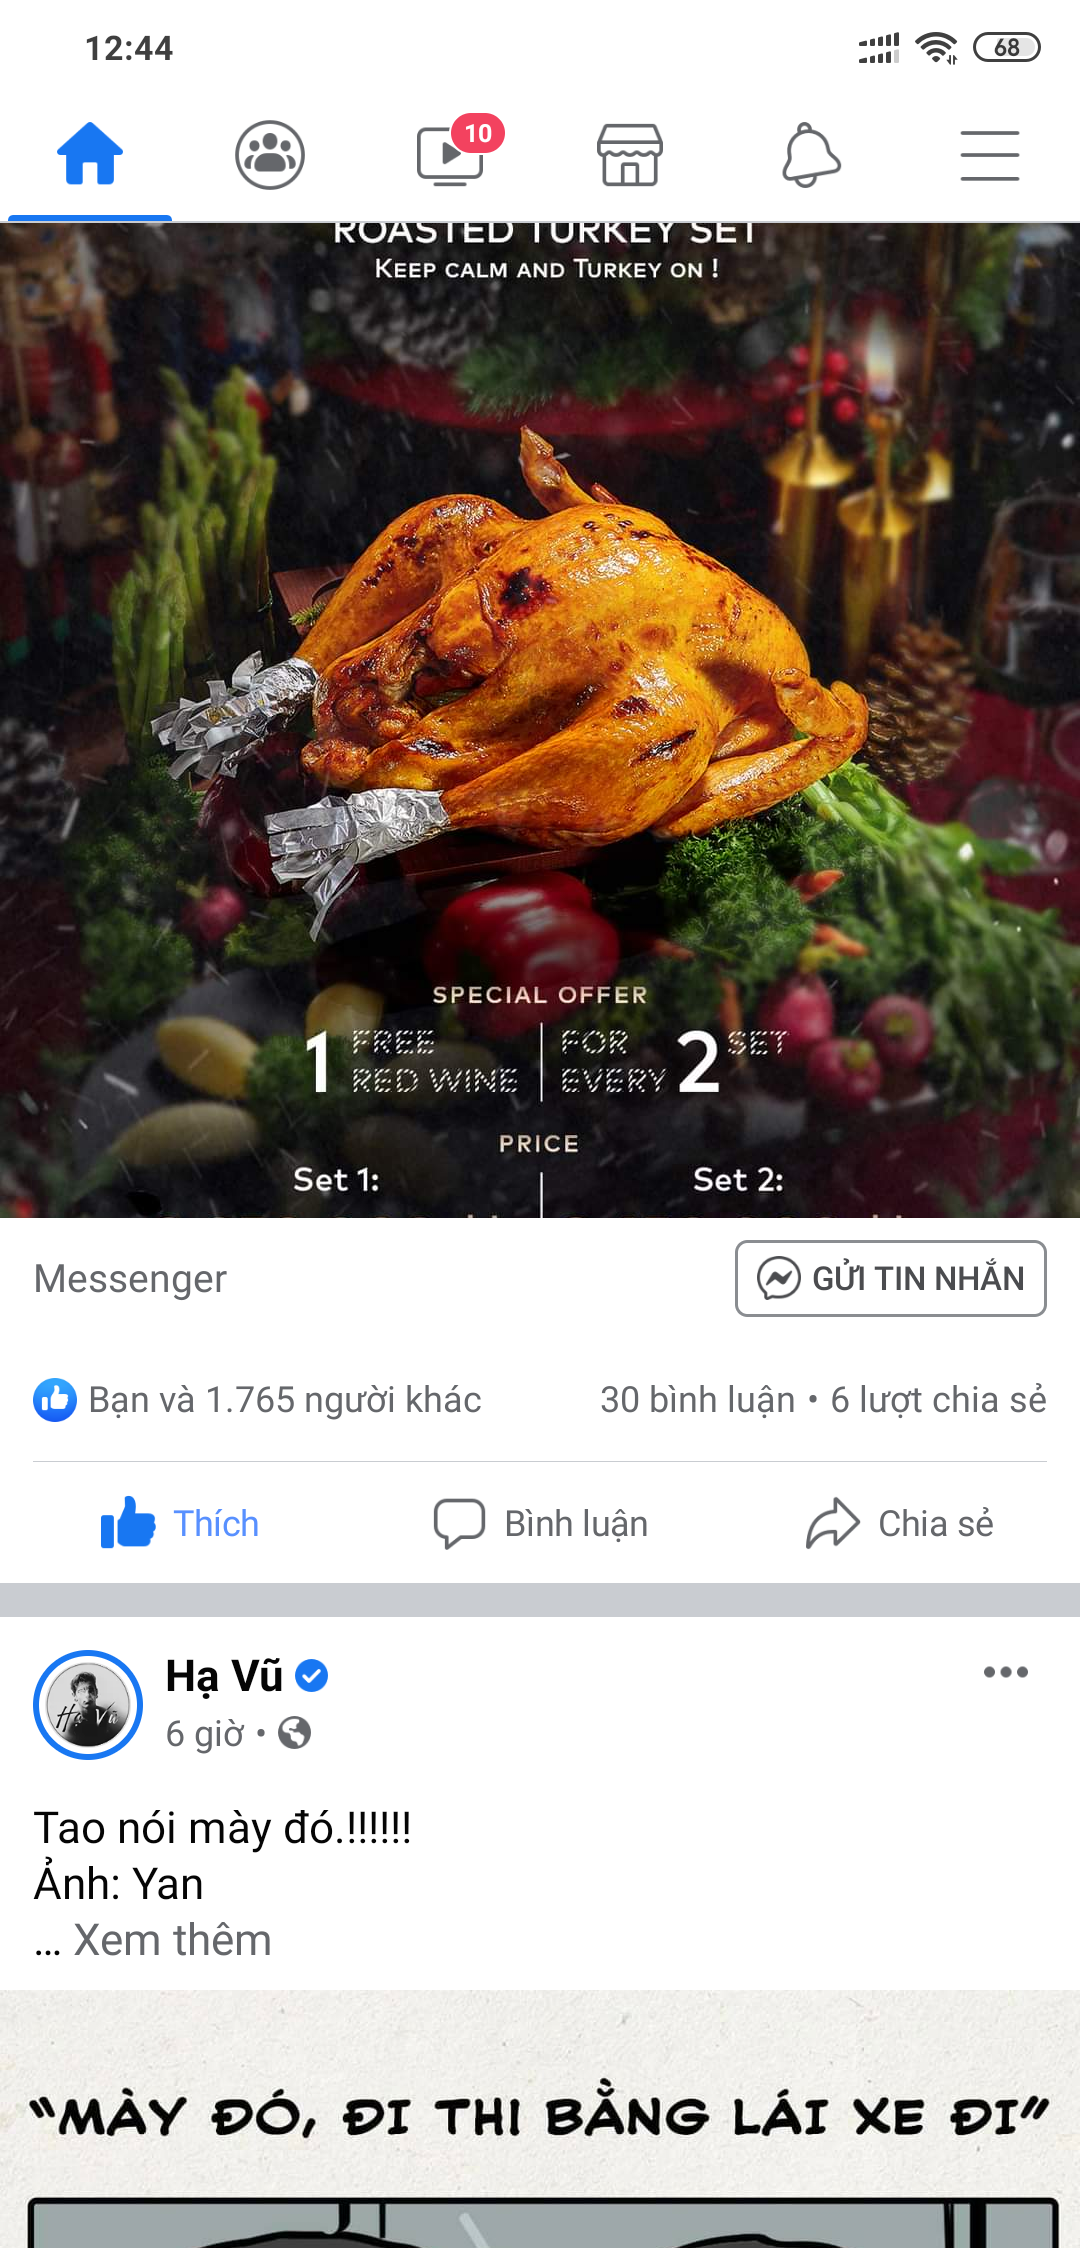 12:44
68
10
ROASTED TURKEY SET
KEEP CALM AND TURKEY ON !
SPECIAL OFFER
1 FREE RED WINE | FOR EVERY 2 SET
PRICE
Set 1:
Set 2:
Messenger
GỬI TIN NHẮN
Bạn và 1.765 người khác
30 bình luận • 6 lượt chia sẻ
Thích
Bình luận
Chia sẻ
Hạ Vũ
Hạ Vũ
6 giờ •
Tao nói mày đó.!!!!!!
Ảnh: Yan
... Xem thêm
"MÀY ĐÓ, ĐI THI BẰNG LÁI XE ĐI"